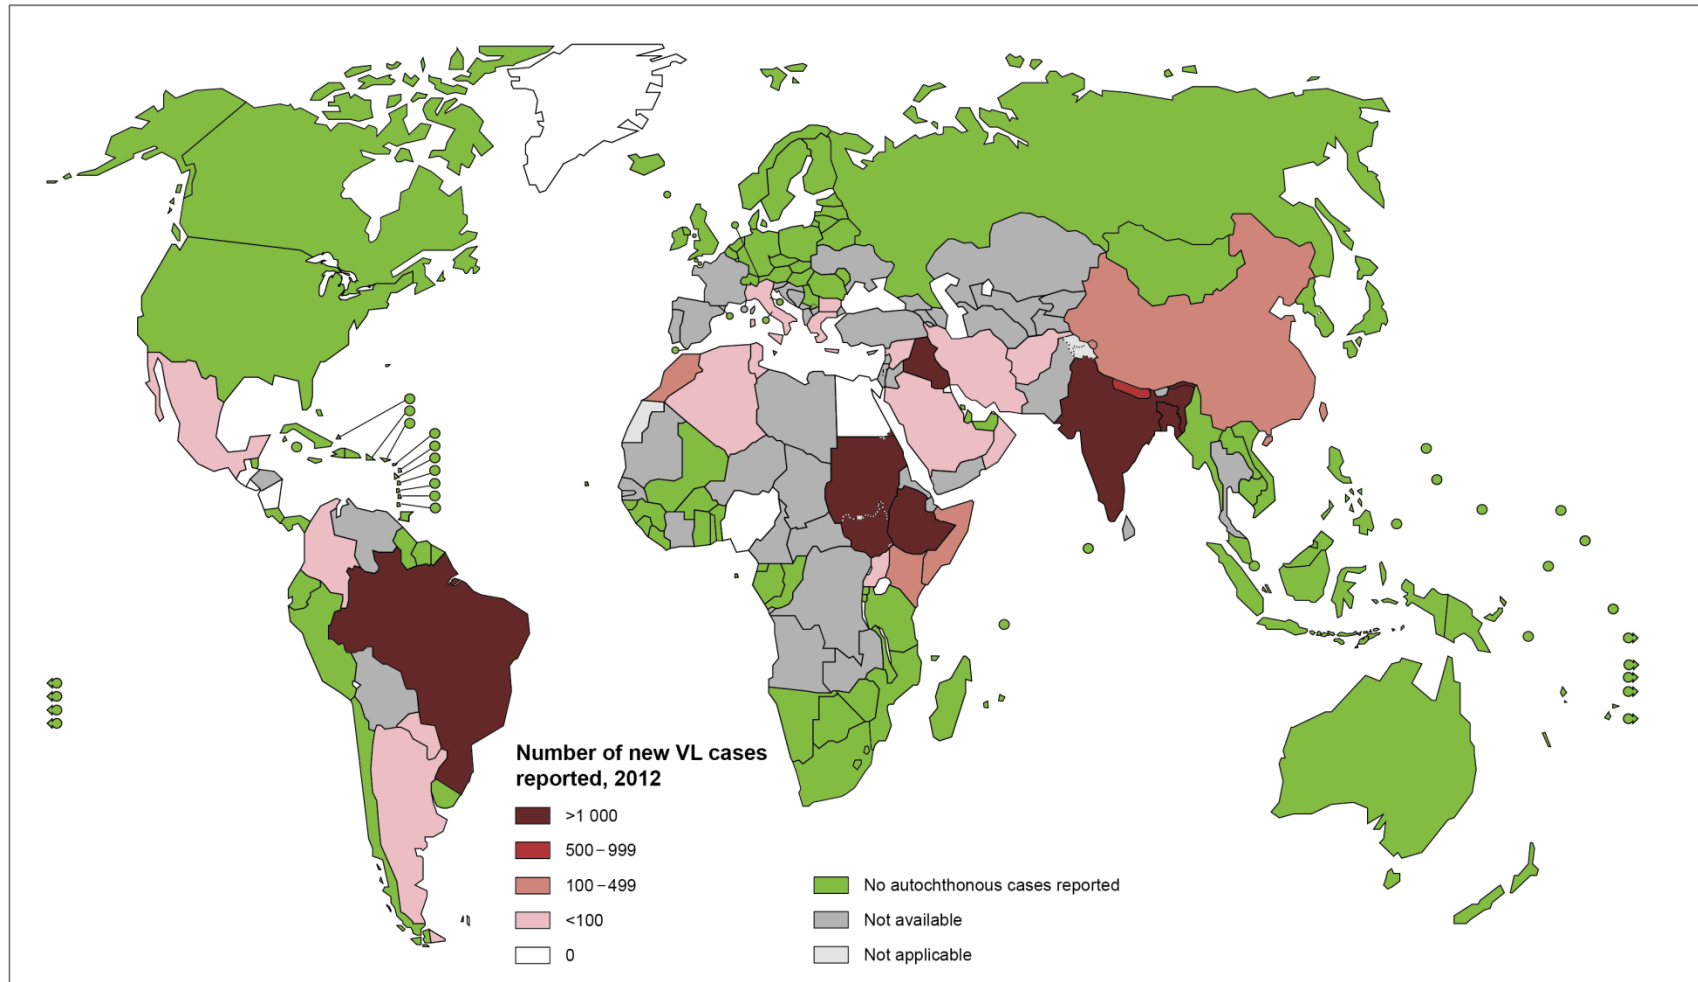 Number of new VL cases
reported, 2012
>1 000
500–999
100–499
<100
0
No autochthonous cases reported
Not available
Not applicable